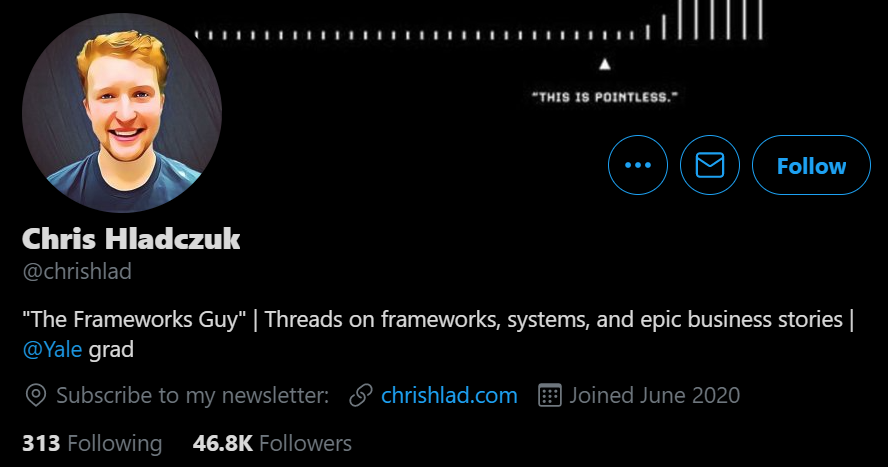 "THIS IS POINTLESS."
Follow
Chris Hladczuk
@chrishlad
"The Frameworks Guy" | Threads on frameworks, systems, and epic business stories |
@Yale grad
Subscribe to my newsletter: chrishlad.com Joined June 2020
313 Following 46.8K Followers